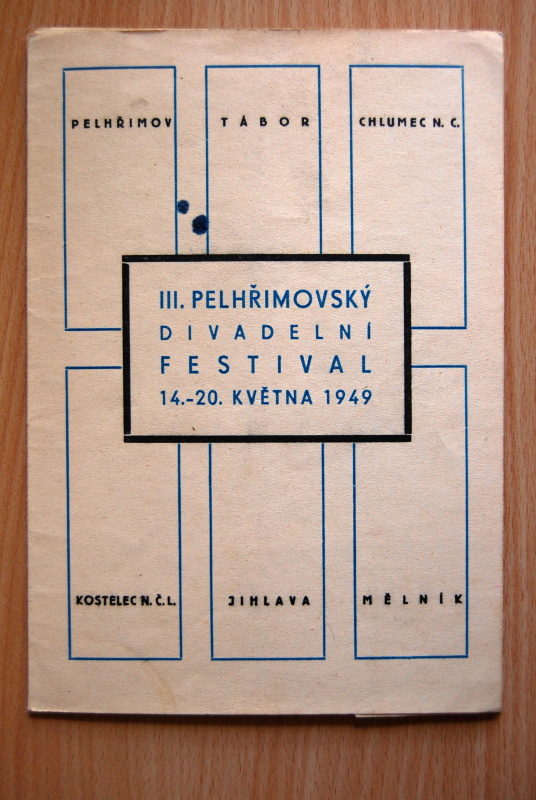 PELHŘIMOV
TÁBOR
CHLUMEC N. C.
III. PELHŘIMOVSKÝ
DIVADELNÍ
FESTIVAL
14.-20. KVĚTNA 1949
KOSTELEC N.Č.L.
JIHLAVA
MĚLNÍK